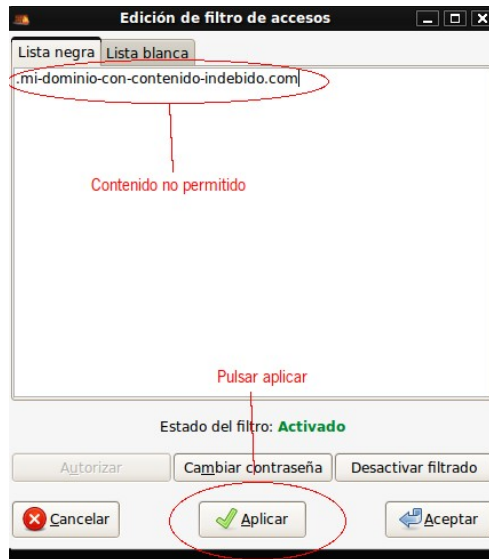 Edición de filtro de accesos
Lista negra Lista blanca
.mi-dominio-con-contenido-indebido.com
Contenido no permitido
Pulsar aplicar
Estado del filtro: Activado
Autorizar Cambiar contraseña Desactivar filtrado
Cancelar Aplicar Aceptar